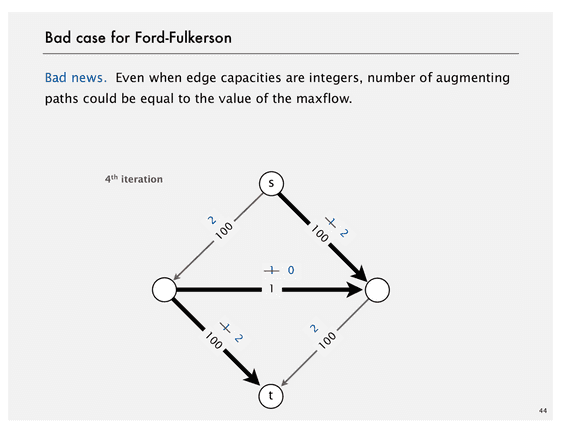 Bad case for Ford-Fulkerson
Bad news. Even when edge capacities are integers, number of augmenting
paths could be equal to the value of the maxflow.
4th iteration
s
2
100
1 2
100
1 0
1
1 2
100
2
100
t
44